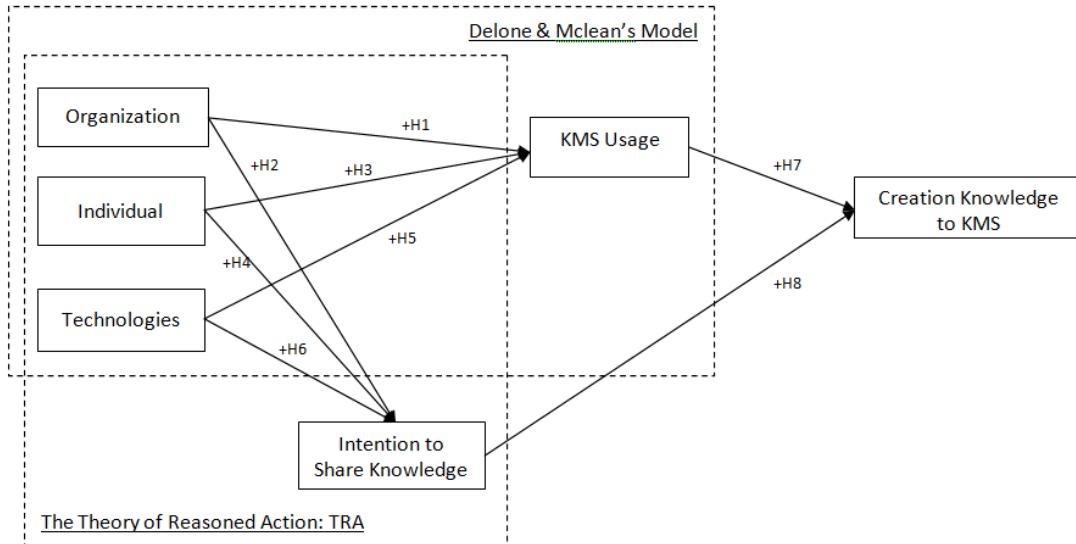 Delone & Mclean's Model
Organization
+H1
KMS Usage
+H2
+H3
+H7
Individual
Creation Knowledge
to KMS
+H5
+H4
+H8
Technologies
+H6
Intention to
Share Knowledge
The Theory of Reasoned Action: TRA